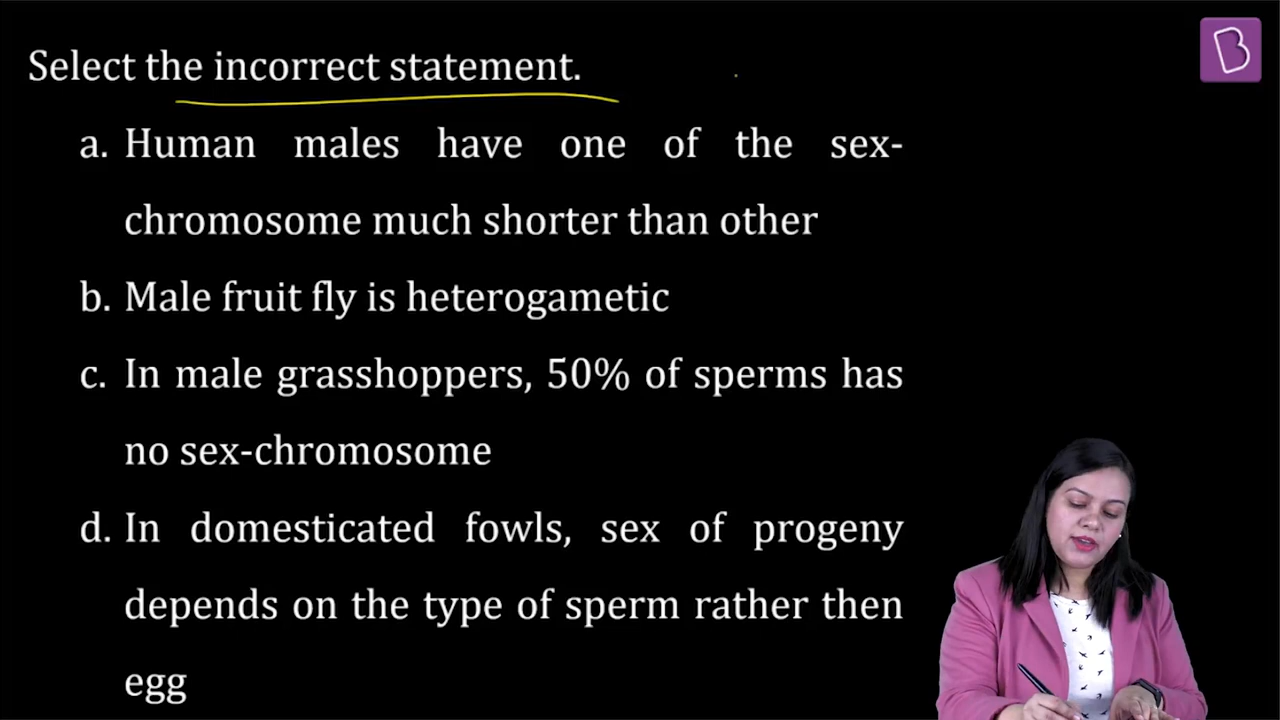 Select the incorrect statement.
a. Human males have one of the sex-
chromosome much shorter than other
b. Male fruit fly is heterogametic
c. In male grasshoppers, 50% of sperms has
no sex-chromosome
d. In domesticated fowls, sex of progeny
depends on the type of sperm rather then
egg
B